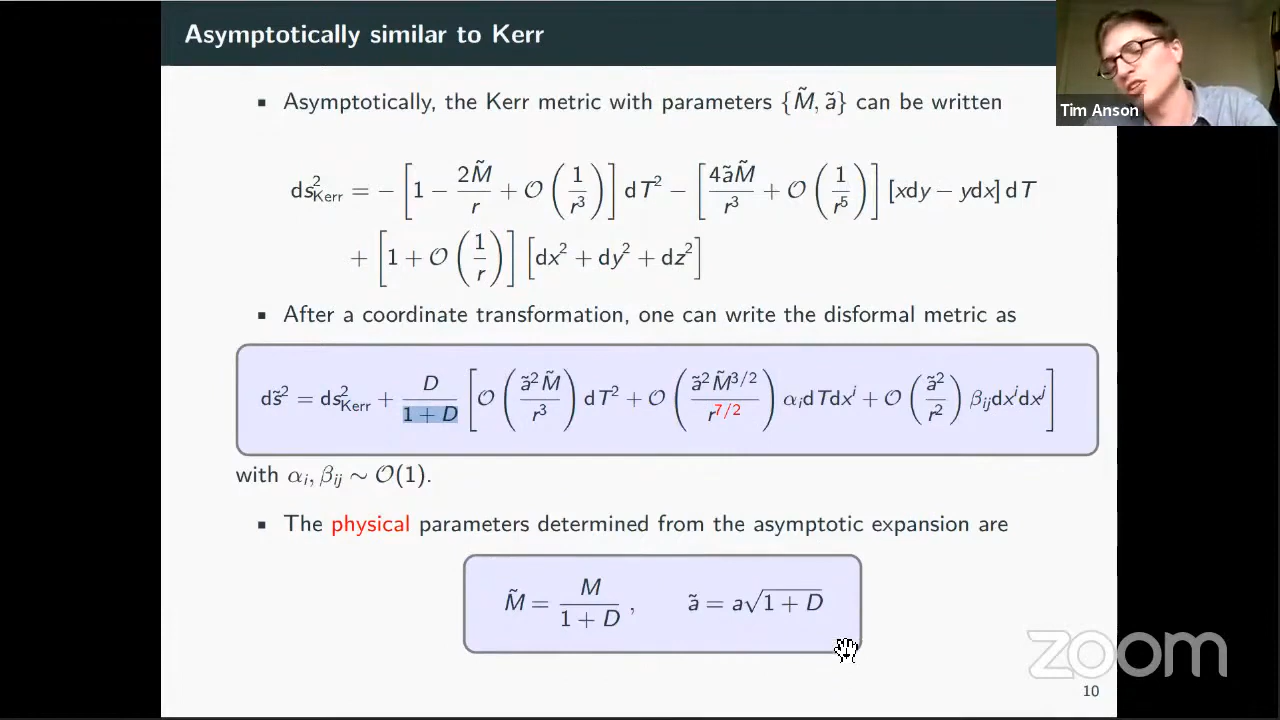 Asymptotically similar to Kerr
Tim Anson
▪ Asymptotically, the Kerr metric with parameters {M̃, ã} can be written
ds²_Kerr = −[1 − 2M̃/r + 𝒪(1/r³)] dT² − [4ãM̃/r³ + 𝒪(1/r⁵)] [xdy − ydx] dT
+ [1 + 𝒪(1/r)] [dx² + dy² + dz²]
▪ After a coordinate transformation, one can write the disformal metric as
ds̃² = ds²_Kerr + D/(1 + D) [𝒪(ã²M̃/r³) dT² + 𝒪(ã²M̃^{3/2}/r^{7/2}) α_i dTdx^i + 𝒪(ã²/r²) β_ij dx^i dx^j]
with α_i, β_ij ∼ 𝒪(1).
▪ The physical parameters determined from the asymptotic expansion are
M̃ = M/(1 + D) , ã = a√(1 + D)
zoom
10